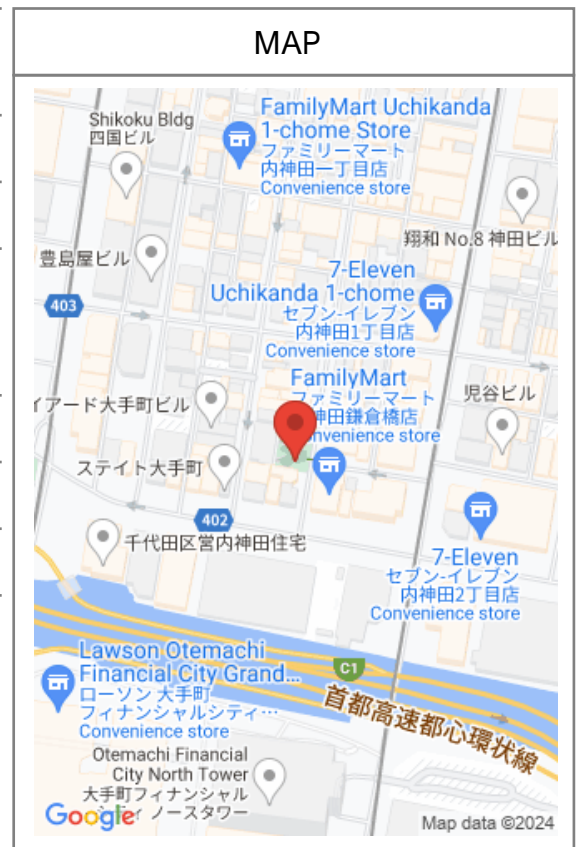 MAP
Shikoku Bldg
四国ビル
FamilyMart Uchikanda
1-chome Store
ファミリーマート
内神田一丁目店
Convenience store
翔和 No.8 神田ビル
豊島屋ビル
7-Eleven
Uchikanda 1-chome
セブン-イレブン
内神田1丁目店
Convenience store
403
FamilyMart
ファミリーマート
神田鎌倉橋店
児谷ビル
イアード大手町ビル
ステイト大手町
402
千代田区営内神田住宅
7-Eleven
セブン-イレブン
内神田2丁目店
Convenience store
Lawson Otemachi
Financial City Grand...
ローソン 大手町
フィナンシャルシティ…
Convenience store
C1
首都高速都心環状線
Otemachi Financial
City North Tower
大手町フィナンシャル
ノースタワー
Google
Map data ©2024